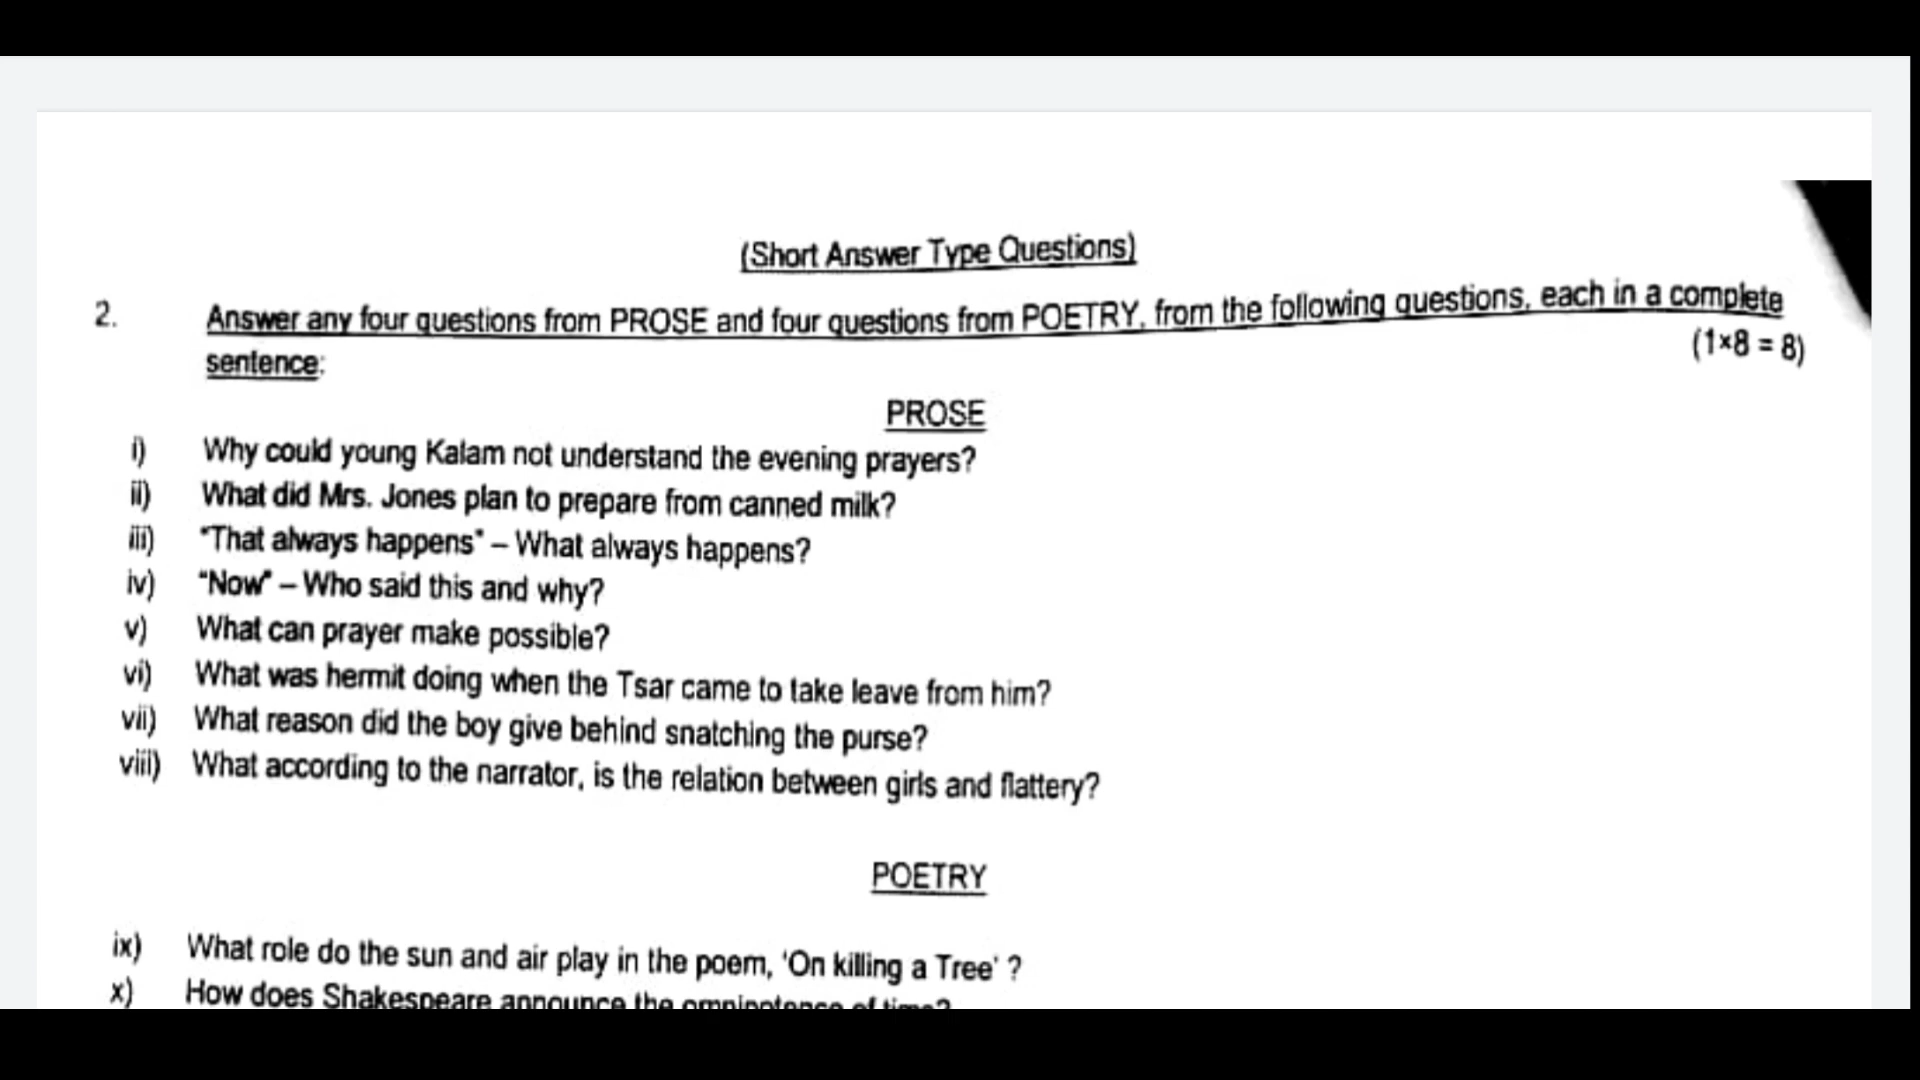 (Short Answer Type Questions)
2. Answer any four questions from PROSE and four questions from POETRY, from the following questions, each in a complete
sentence: (1×8 = 8)
PROSE
i) Why could young Kalam not understand the evening prayers?
ii) What did Mrs. Jones plan to prepare from canned milk?
iii) "That always happens" – What always happens?
iv) "Now" – Who said this and why?
v) What can prayer make possible?
vi) What was hermit doing when the Tsar came to take leave from him?
vii) What reason did the boy give behind snatching the purse?
viii) What according to the narrator, is the relation between girls and flattery?
POETRY
ix) What role do the sun and air play in the poem, 'On killing a Tree' ?
x) How does Shakespeare announce the omnipotence of time?